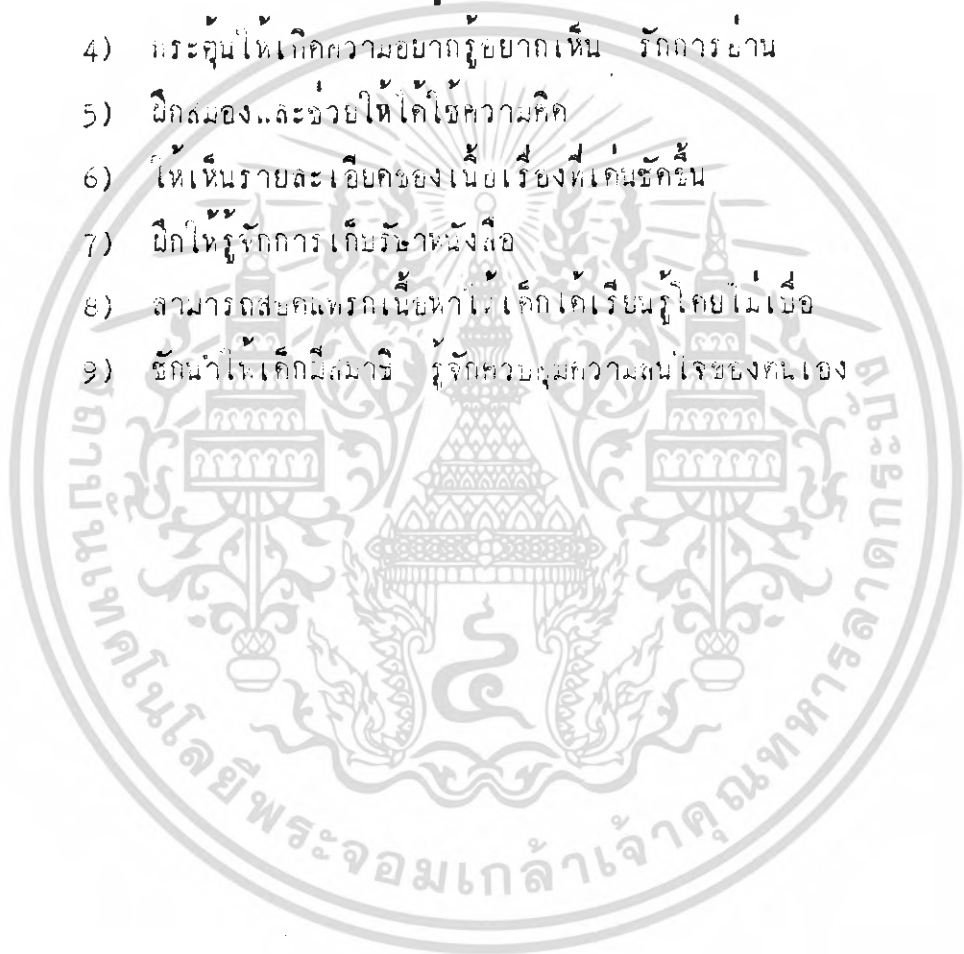 4) กระตุ้นให้เกิดความอยากรู้อยากเห็น รักการอ่าน
5) ฝึกสมองและช่วยให้ได้ใช้ความคิด
6) ให้เห็นรายละเอียดของเนื้อเรื่องที่เด่นชัดขึ้น
7) ฝึกให้รู้จักการเก็บรักษาหนังสือ
8) สามารถสอดแทรกเนื้อหาให้เด็กได้เรียนรู้โดยไม่เบื่อ
9) ชักนำให้เด็กมีสมาธิ รู้จักควบคุมความสนใจของตนเอง
สถาบันเทคโนโลยีพระจอมเกล้าเจ้าคุณทหารลาดกระบัง